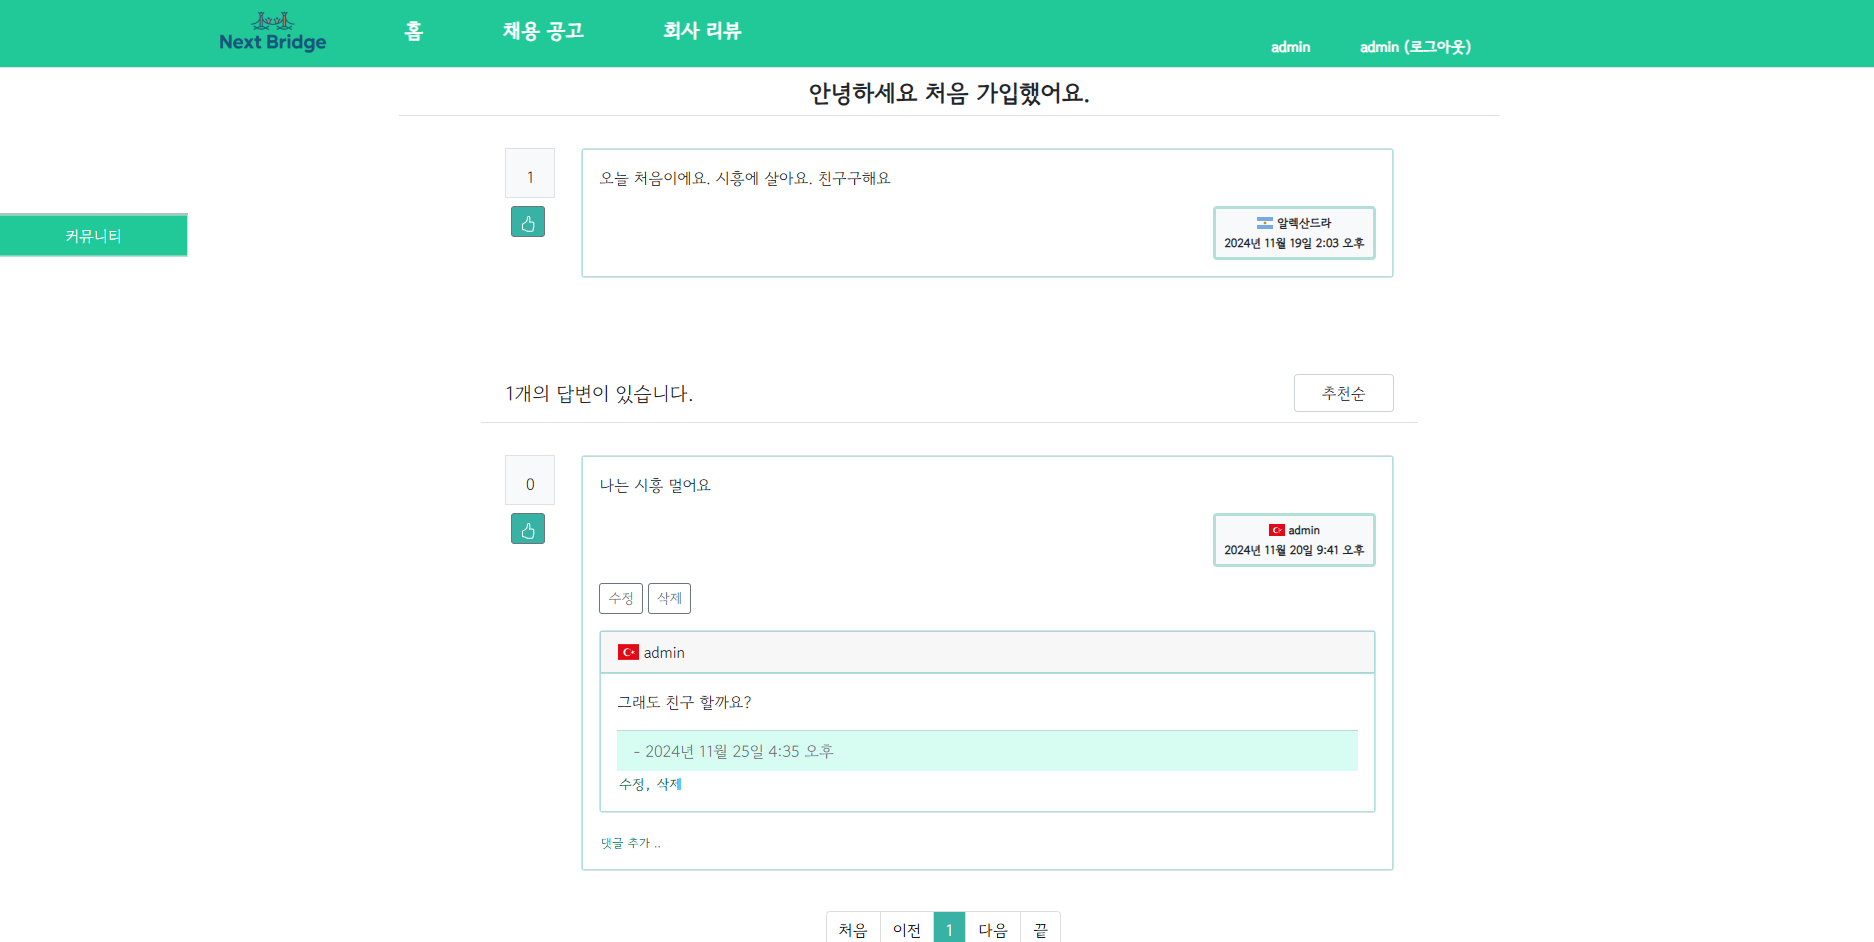 Next Bridge
홈
채용 공고
회사 리뷰
admin
admin (로그아웃)
안녕하세요 처음 가입했어요.
커뮤니티
1
오늘 처음이에요. 시흥에 살아요. 친구구해요
알렉산드라
2024년 11월 19일 2:03 오후
1개의 답변이 있습니다.
추천순
0
나는 시흥 멀어요
admin
2024년 11월 20일 9:41 오후
수정
삭제
admin
그래도 친구 할까요?
- 2024년 11월 25일 4:35 오후
수정, 삭제
댓글 추가 ..
처음
이전
1
다음
끝